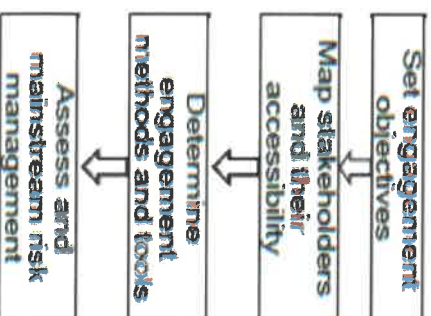 Set engagement
objectives
Map stakeholders
and their
accessibility
Determine
engagement
methods and tools
Assess and
mainstream risk
management